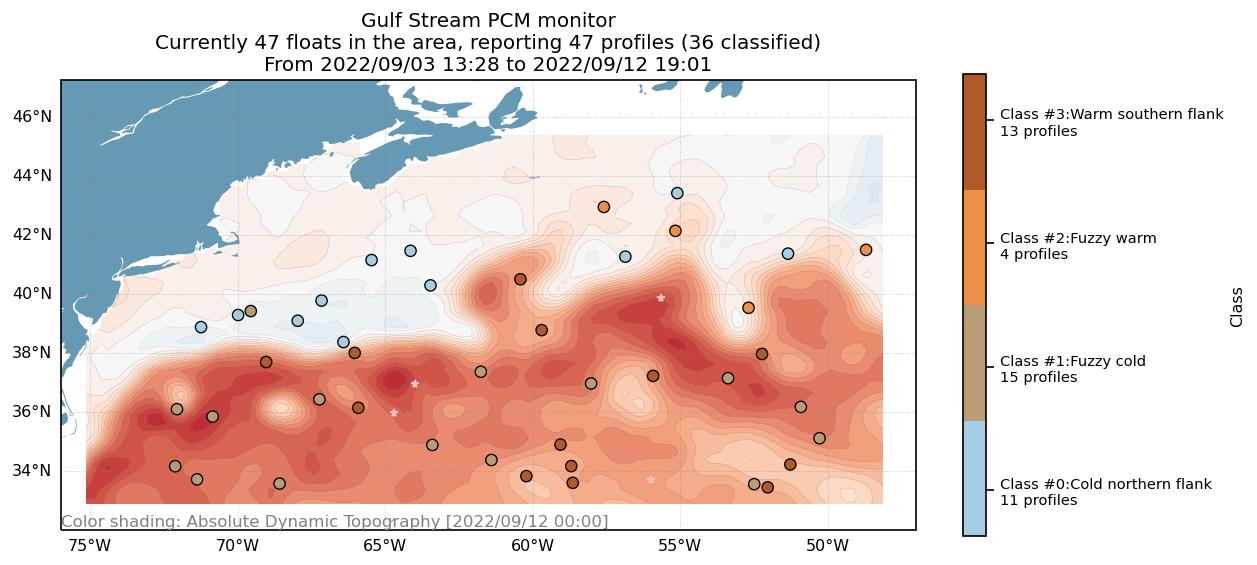 Gulf Stream PCM monitor
Currently 47 floats in the area, reporting 47 profiles (36 classified)
From 2022/09/03 13:28 to 2022/09/12 19:01
46°N
44°N
42°N
40°N
38°N
36°N
34°N
Color shading: Absolute Dynamic Topography [2022/09/12 00:00]
75°W
70°W
65°W
60°W
55°W
50°W
Class #3:Warm southern flank
13 profiles
Class #2:Fuzzy warm
4 profiles
Class #1:Fuzzy cold
15 profiles
Class #0:Cold northern flank
11 profiles
Class